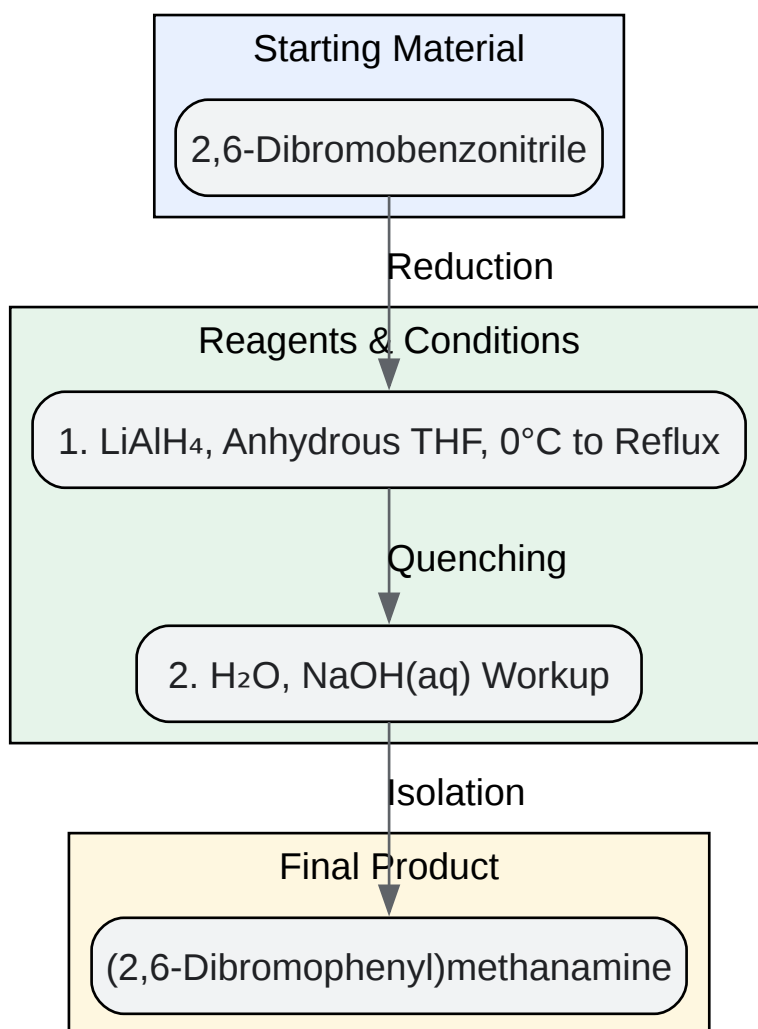 Starting Material
2,6-Dibromobenzonitrile
Reduction
Reagents & Conditions
1. LiAlH₄, Anhydrous THF, 0°C to Reflux
Quenching
2. H₂O, NaOH(aq) Workup
Isolation
Final Product
(2,6-Dibromophenyl)methanamine